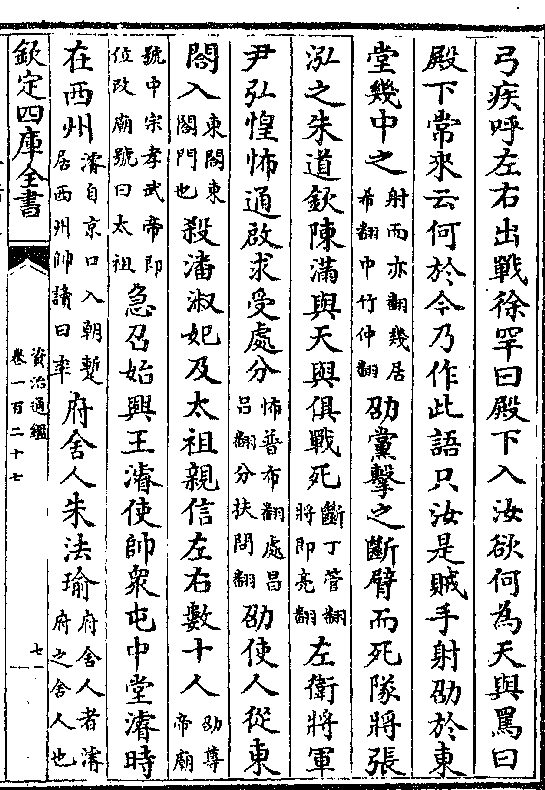 弓疾呼左右出戰徐罕曰殿下入汝欲何為天與罵曰
殿下常來云何於今乃作此語只汝是賊手射劭於東
堂幾中之射而亦翻幾居希翻中竹仲翻劭黨擊之斷臂而死隊將張
泓之朱道欽陳滿與天與俱戰死斷丁管翻將即亮翻左衛將軍
尹弘惶怖通啟求受處分怖普布翻處昌呂翻分扶問翻劭使人從東
閤入東閤東閤門也殺潘淑妃及太祖親信左右數十人劭尊帝廟
號中宗孝武帝即位改廟號曰太祖急召始興王濬使帥衆屯中堂濬時
在西州濬自京口入朝蹔居西州帥讀曰率府舍人朱法瑜府舍人者濬府之舍人也
欽定四庫全書
資治通鑑
卷一百二十七
七